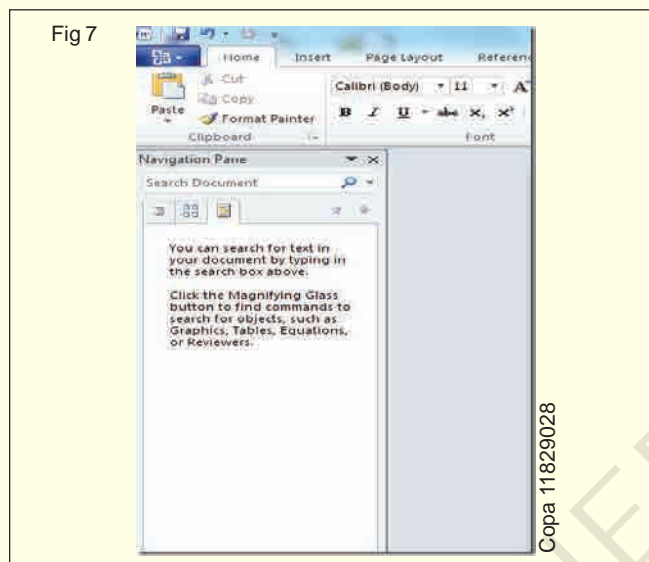 Fig 7
Home Insert Page Layout
Cut
Copy
Paste
Format Painter
Clipboard
Calibri (Body) 11 A
B I U abc X, X²
Font
Navigation Pane
Search Document
You can search for text in
your document by typing in
the search box above.
Click the Magnifying Glass
button to find commands to
search for objects, such as
Graphics, Tables, Equations,
or Reviewers.
Copa 11829028